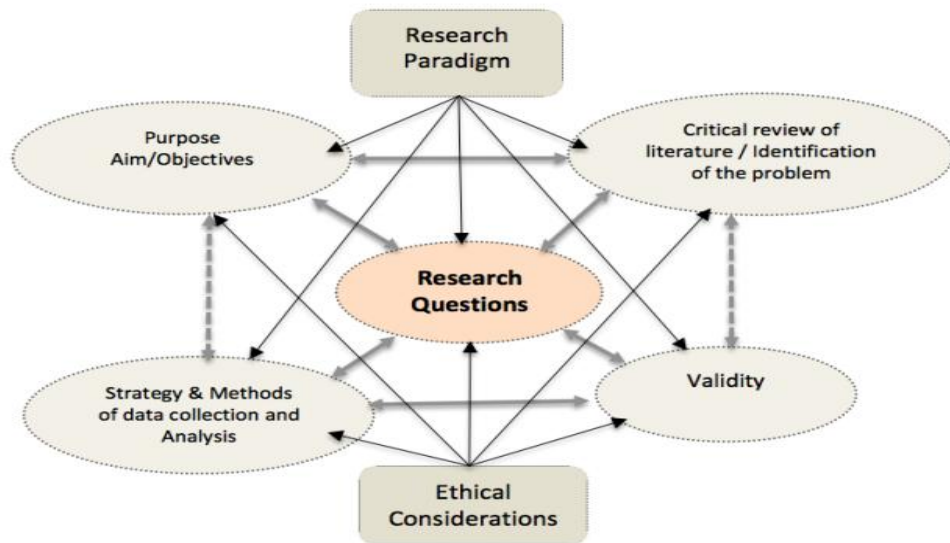 Research
Paradigm
Purpose
Aim/Objectives
Critical review of
literature / Identification
of the problem
Research
Questions
Strategy & Methods
of data collection and
Analysis
Validity
Ethical
Considerations